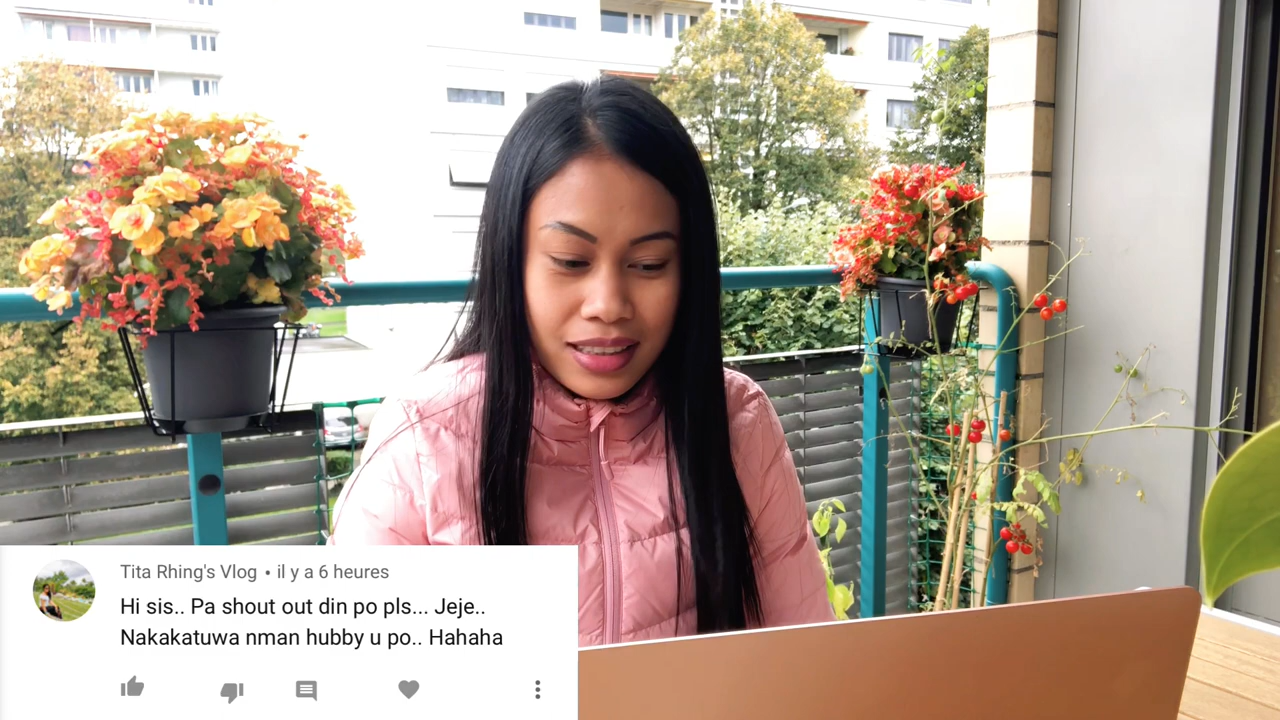 Tita Rhing's Vlog • il y a 6 heures
Hi sis.. Pa shout out din po pls... Jeje..
Nakakatuwa nman hubby u po.. Hahaha